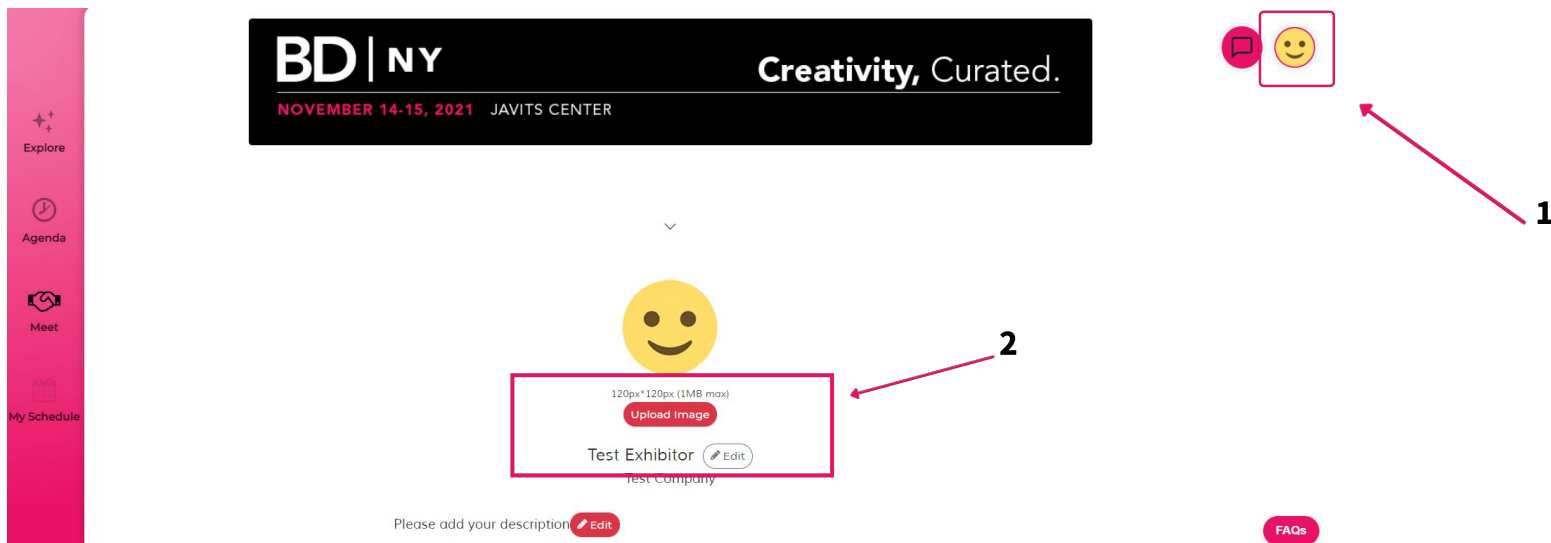 BD | NY
Creativity, Curated.
NOVEMBER 14-15, 2021 JAVITS CENTER
Explore
Agenda
Meet
My Schedule
1
2
120px*120px (1MB max)
Upload Image
Test Exhibitor Edit
Test Company
Please add your description Edit
FAQs